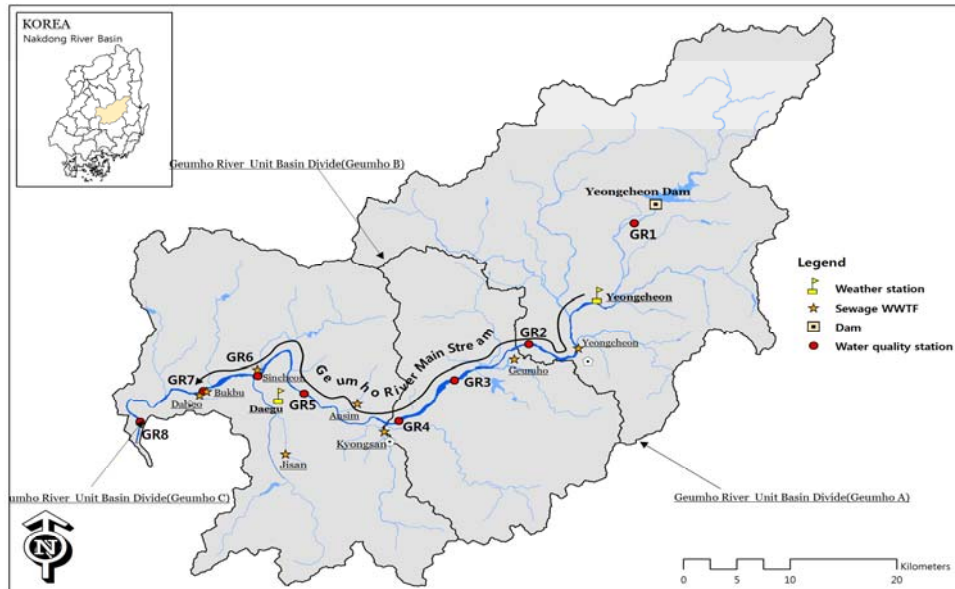 KOREA
Nakdong River Basin
Geumho River Unit Basin Divide(Geumho B)
Yeongcheon Dam
GR1
Legend
Weather station
Sewage WWTF
Dam
Water quality station
Yeongcheon
GR2
Yeongcheon
Geumho
Geumho River Main Stream
GR6
Sincheon
GR3
GR7
Bukbu
Dalseo
Daegu
GR5
Ansim
GR4
GR8
Kyongsan
Jisan
umho River Unit Basin Divide(Geumho C)
Geumho River Unit Basin Divide(Geumho A)
N
Kilometers
0 5 10 20